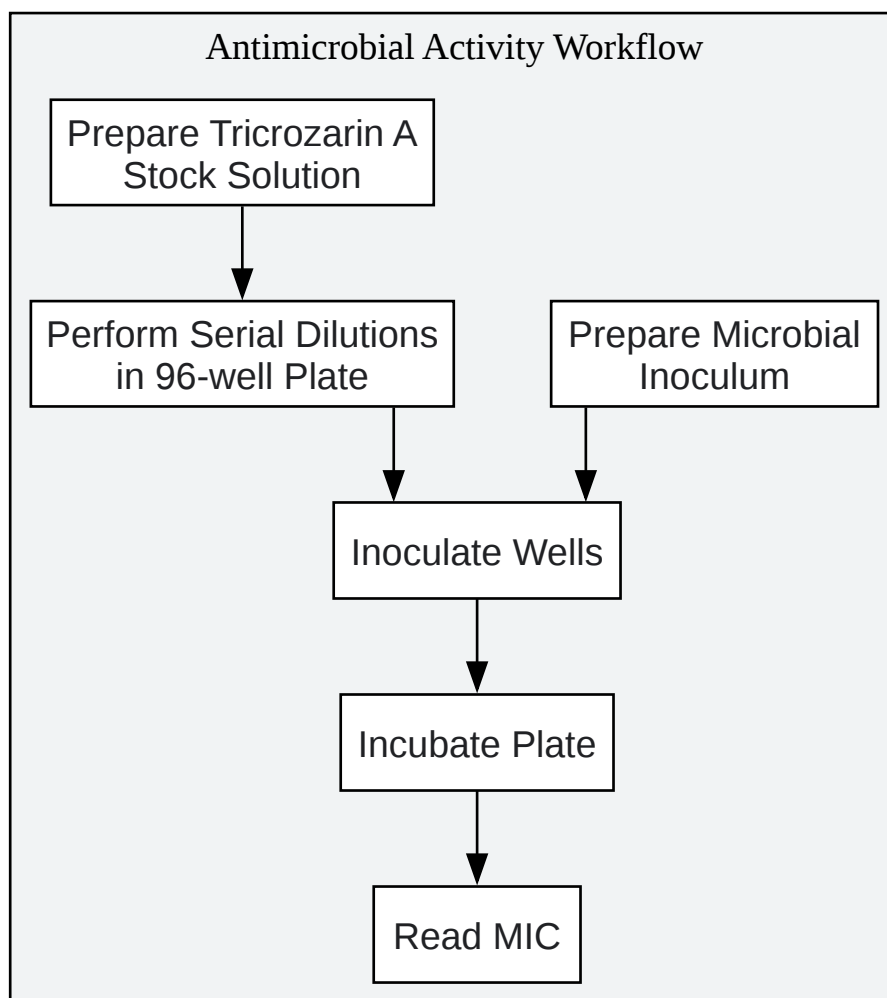 Antimicrobial Activity Workflow
Prepare Tricrozarin A
Stock Solution
Perform Serial Dilutions
in 96-well Plate
Prepare Microbial
Inoculum
Inoculate Wells
Incubate Plate
Read MIC